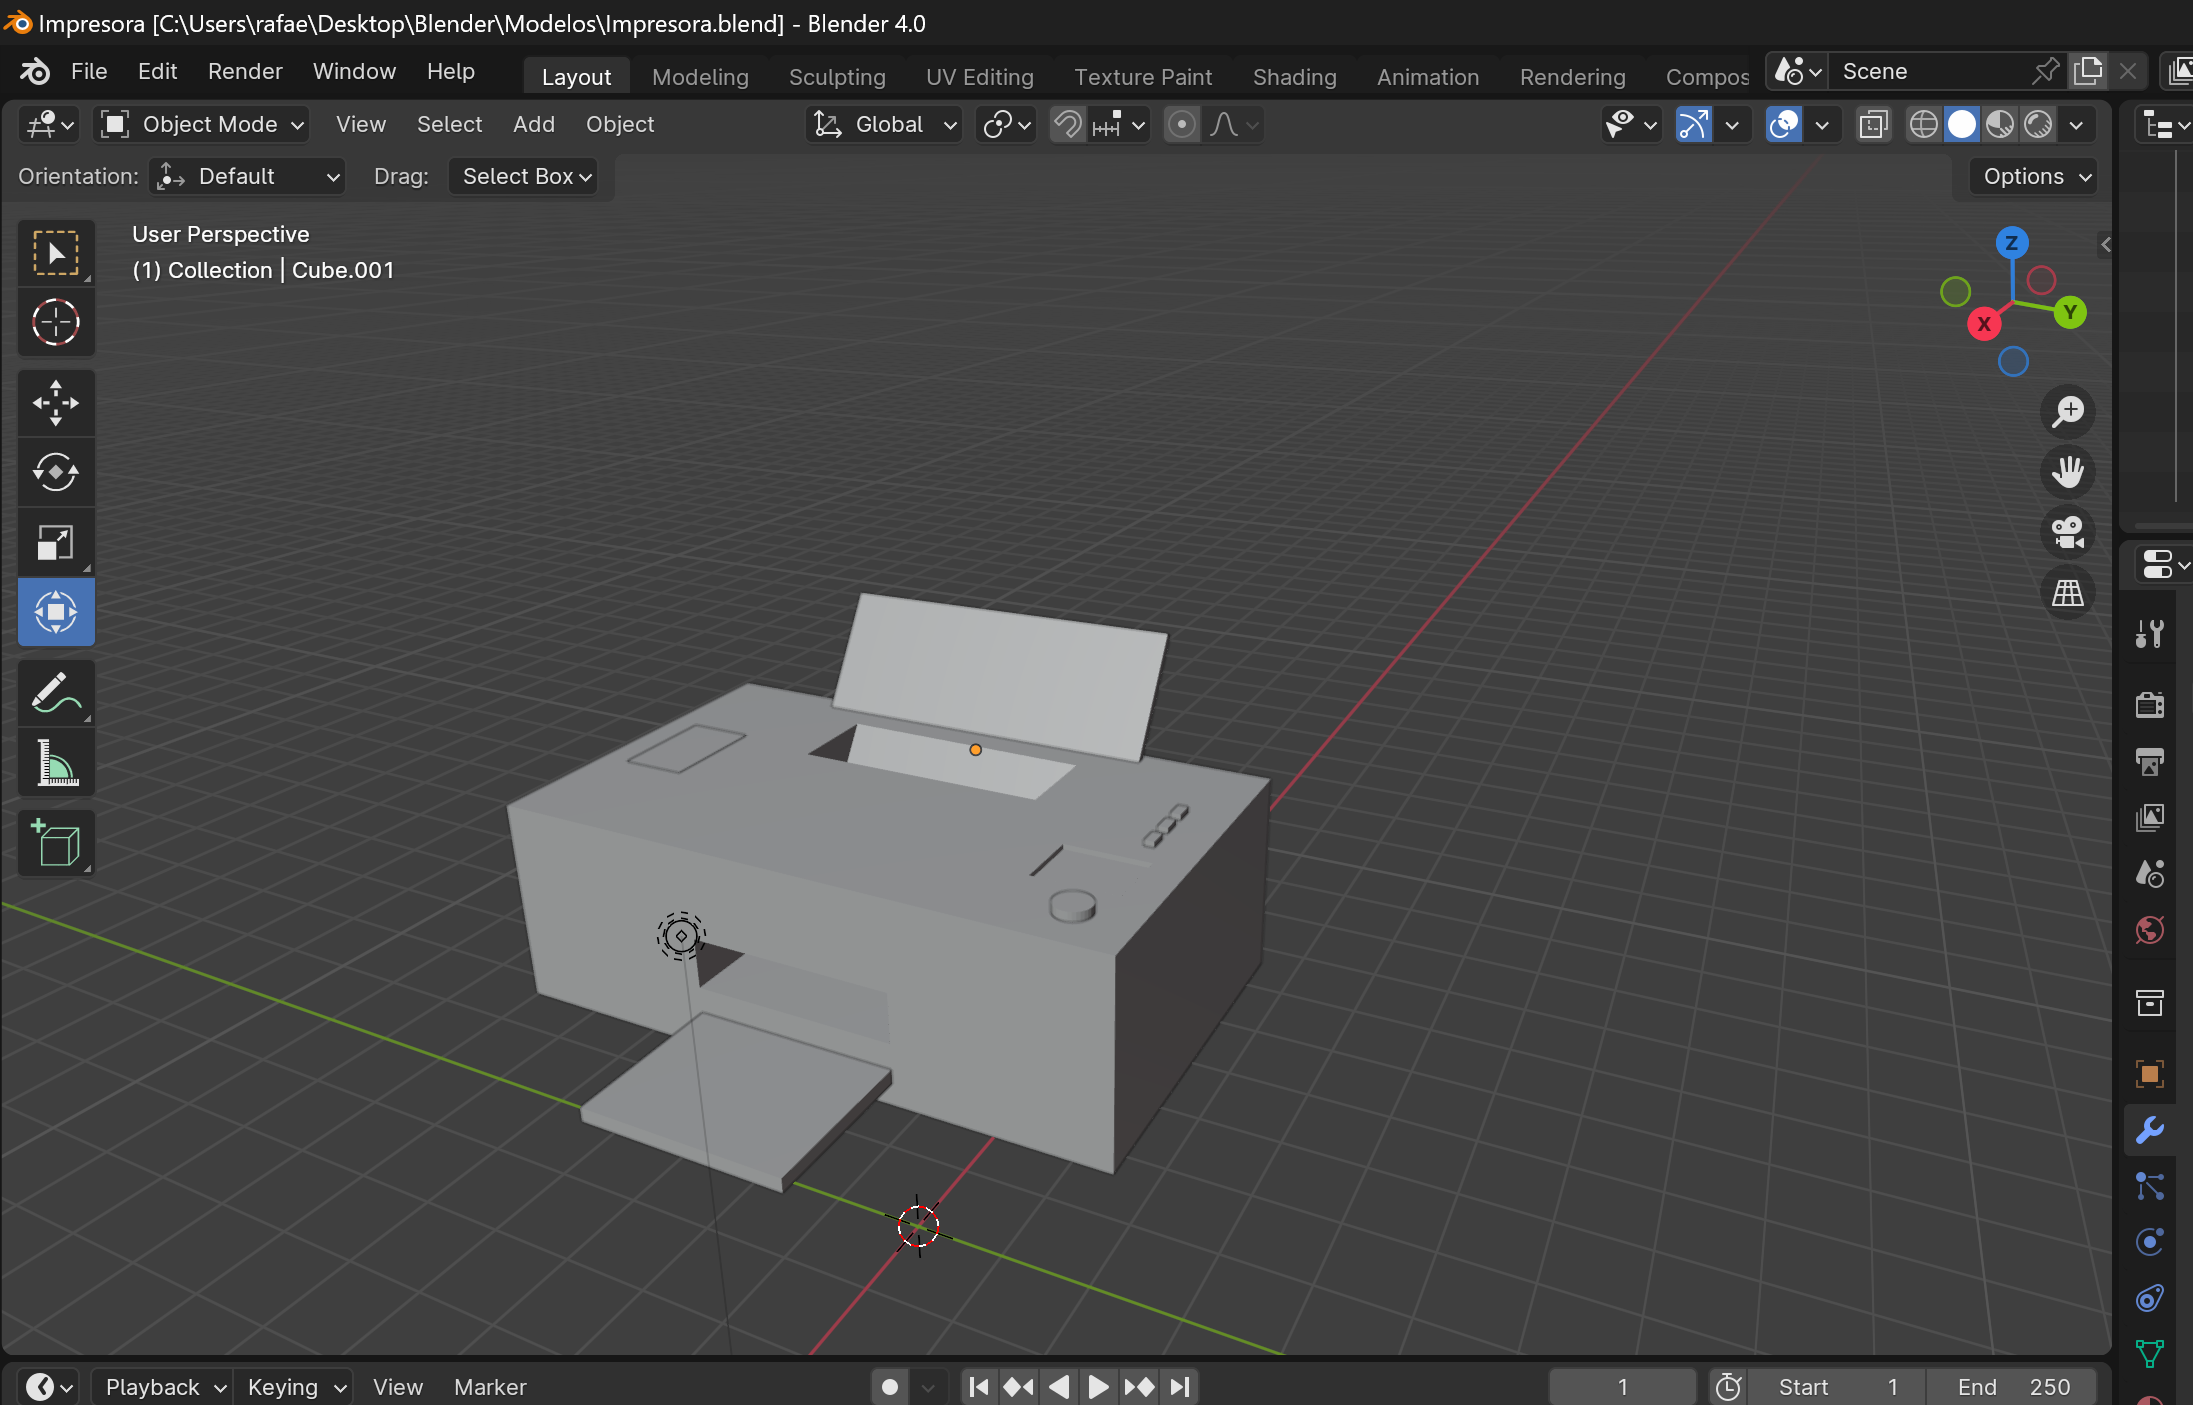 Impresora [C:\Users\rafae\Desktop\Blender\Modelos\Impresora.blend] - Blender 4.0
File Edit Render Window Help Layout Modeling Sculpting UV Editing Texture Paint Shading Animation Rendering Compos Scene
Object Mode View Select Add Object Global
Orientation: Default Drag: Select Box Options
User Perspective
(1) Collection | Cube.001
Z
Y
X
Playback Keying View Marker 1 Start 1 End 250